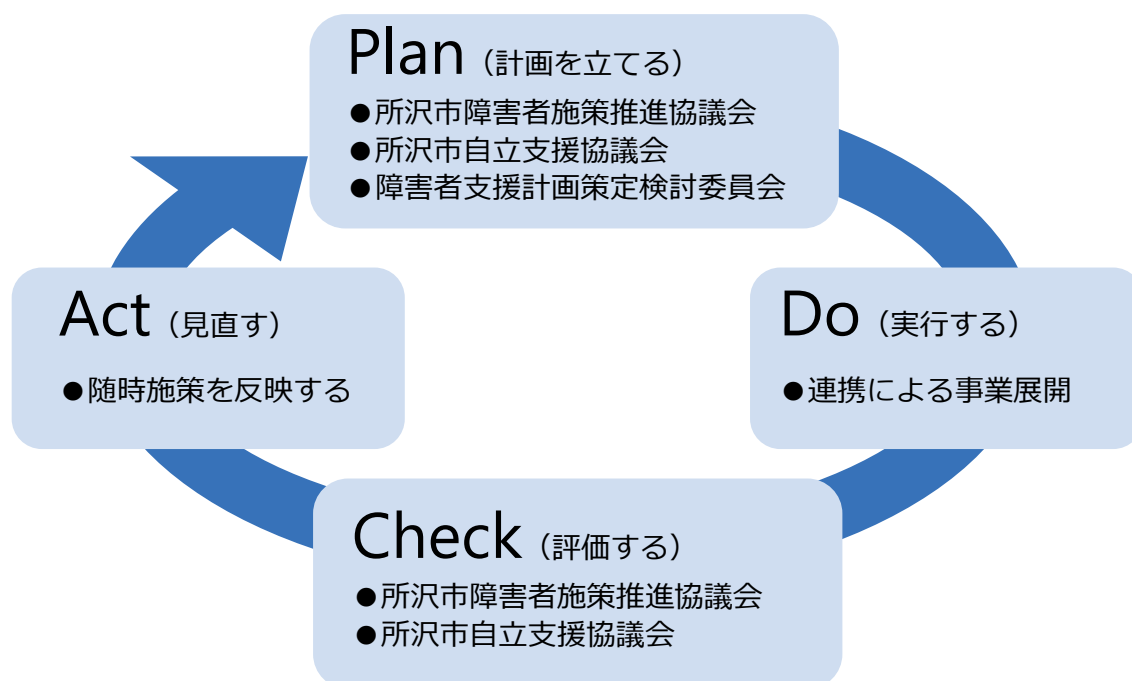 Plan（計画を立てる）
●所沢市障害者施策推進協議会
●所沢市自立支援協議会
●障害者支援計画策定検討委員会
Do（実行する）
●連携による事業展開
Check（評価する）
●所沢市障害者施策推進協議会
●所沢市自立支援協議会
Act（見直す）
●随時施策を反映する